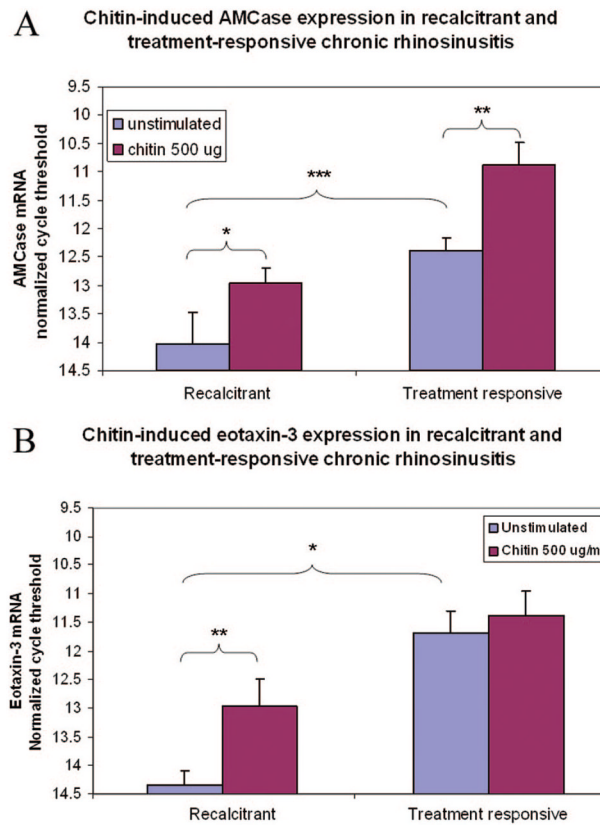 A
Chitin-induced AMCase expression in recalcitrant and
treatment-responsive chronic rhinosinusitis
AMCase mRNA
normalized cycle threshold
9.5
10
10.5
11
11.5
12
12.5
13
13.5
14
14.5
unstimulated
chitin 500 ug
*
***
**
Recalcitrant
Treatment responsive
B
Chitin-induced eotaxin-3 expression in recalcitrant and
treatment-responsive chronic rhinosinusitis
Eotaxin-3 mRNA
Normalized cycle threshold
9.5
10
10.5
11
11.5
12
12.5
13
13.5
14
14.5
Unstimulated
Chitin 500 ug/m
**
*
Recalcitrant
Treatment responsive